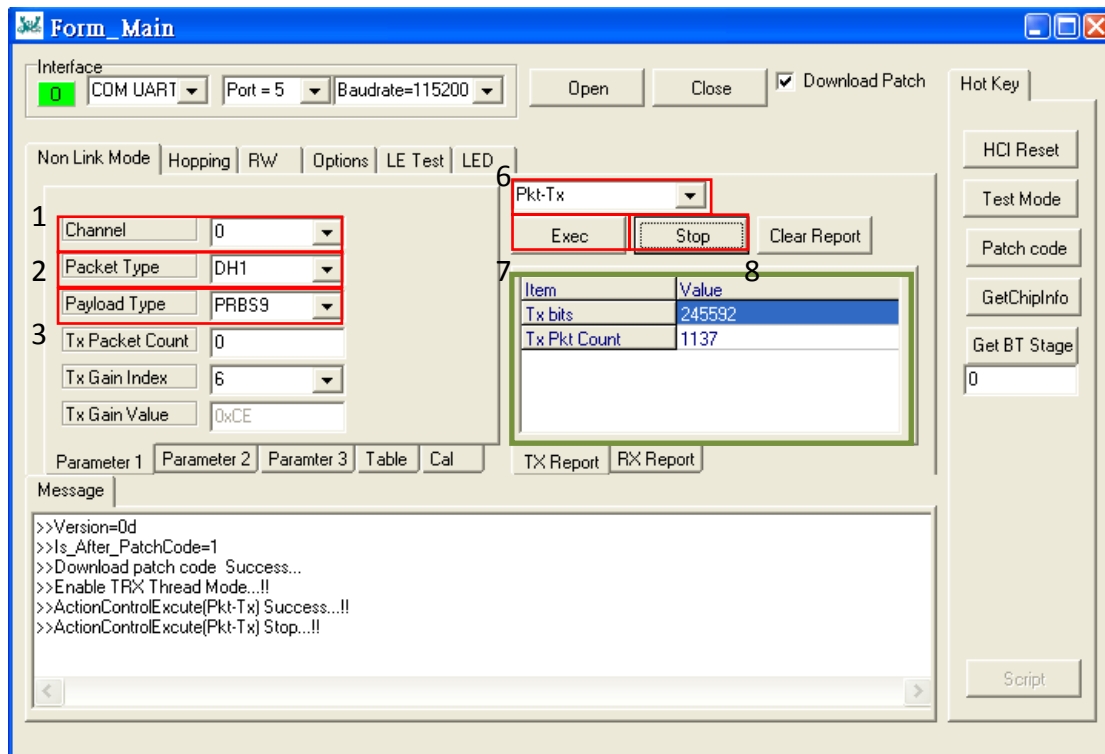 Form_Main
Interface
0 COM UART Port = 5 Baudrate=115200
Open Close Download Patch
Hot Key
Non Link Mode Hopping RW Options LE Test LED
HCI Reset
Test Mode
Patch code
GetChipInfo
Get BT Stage
0
Script
6
Pkt-Tx
Exec Stop Clear Report
7 8
1
Channel 0
2
Packet Type DH1
Payload Type PRBS9
3
Tx Packet Count 0
Tx Gain Index 6
Tx Gain Value 0xCE
Item Value
Tx bits 245592
Tx Pkt Count 1137
Parameter 1 Parameter 2 Paramter 3 Table Cal
TX Report RX Report
Message
>>Version=0d
>>Is_After_PatchCode=1
>>Download patch code  Success...
>>Enable TRX Thread Mode...!!
>>ActionControlExcute(Pkt-Tx) Success...!!
>>ActionControlExcute(Pkt-Tx) Stop...!!